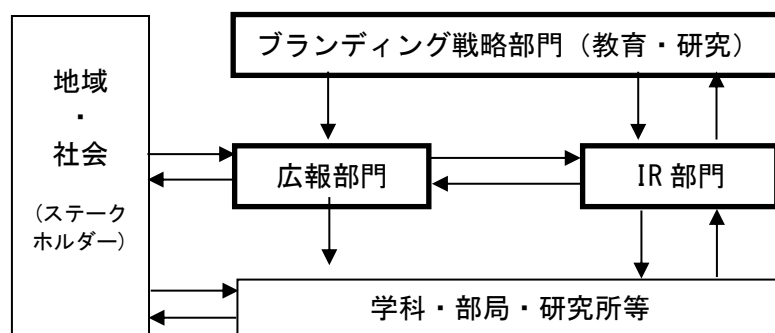 ブランディング戦略部門（教育・研究）
地域
・
社会
(ステーク
ホルダー)
広報部門
IR部門
学科・部局・研究所等